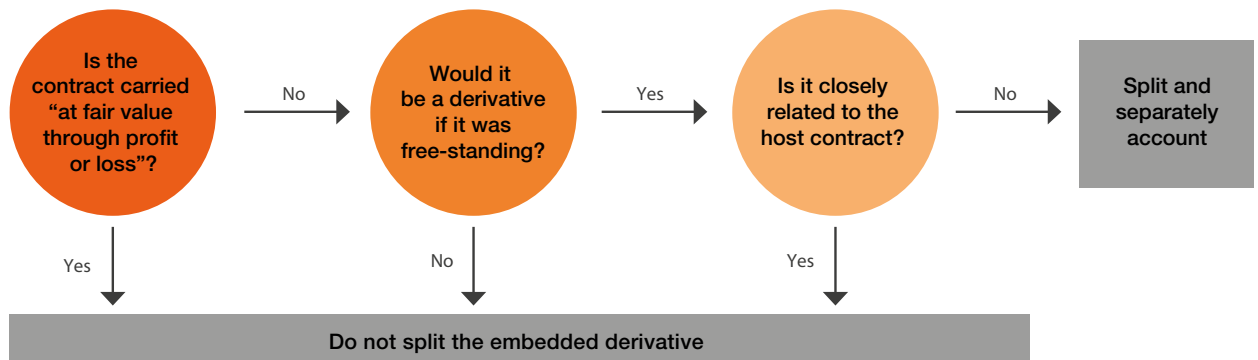 Is the
contract carried
“at fair value
through profit
or loss”?
No
Would it
be a derivative
if it was
free-standing?
Yes
Is it closely
related to the
host contract?
No
Split and
separately
account
Yes
No
Yes
Do not split the embedded derivative